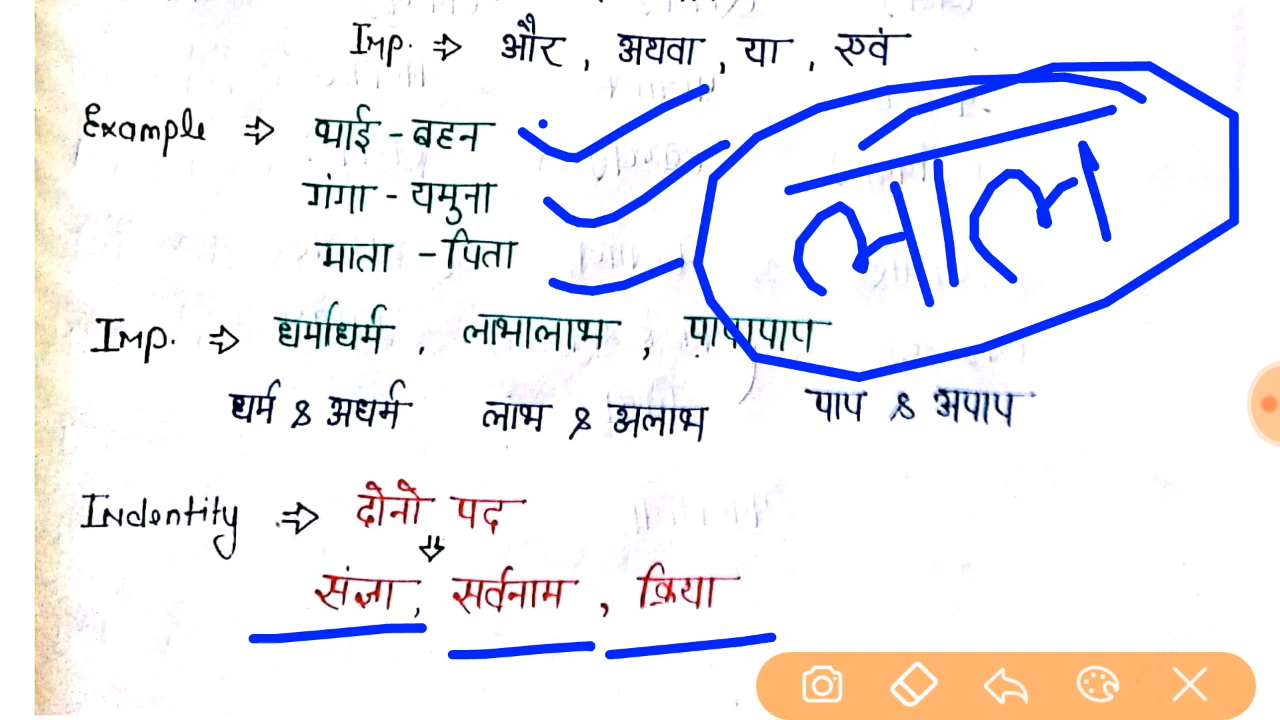 Imp. ⇒ और , अथवा , या , एवं
Example ⇒ भाई - बहन
गंगा - यमुना
माता - पिता
लाल
Imp. ⇒ धर्माधर्म , लाभालाभ , पापापाप
धर्म & अधर्म लाभ & अलाभ पाप & अपाप
Indentity ⇒ दोनो पद
⇓
संज्ञा , सर्वनाम , क्रिया